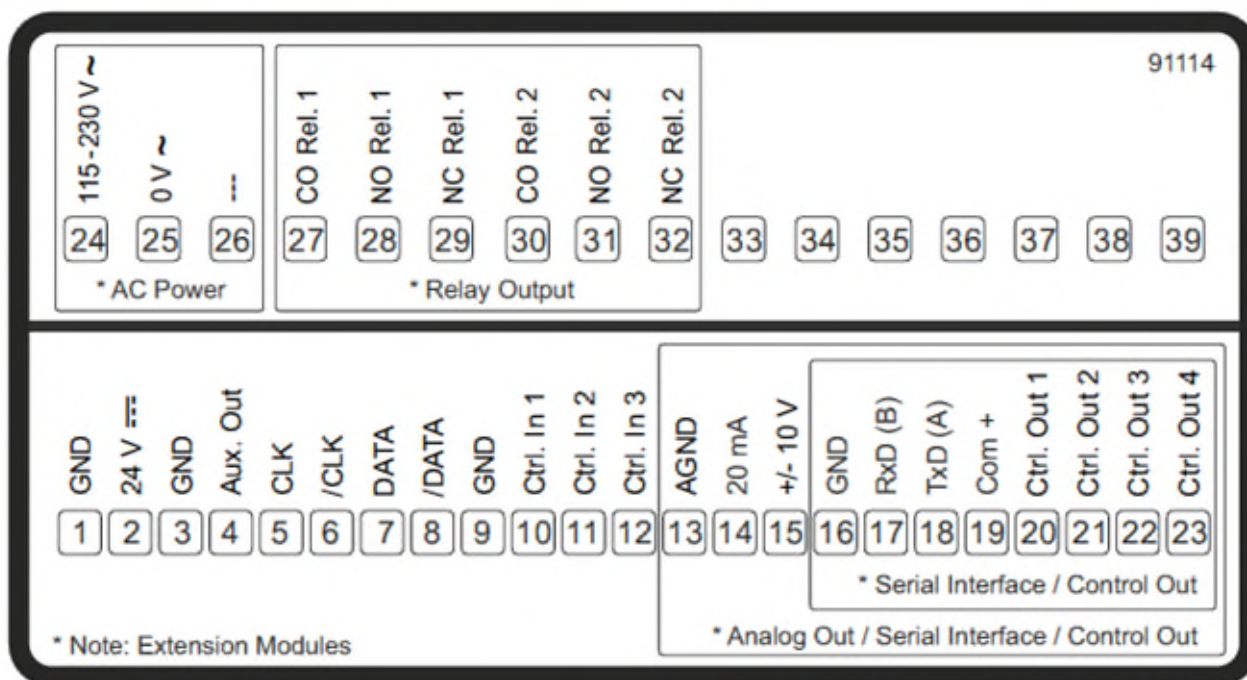 91114
115-230 V ~
0 V ~
---
CO Rel. 1
NO Rel. 1
NC Rel. 1
CO Rel. 2
NO Rel. 2
NC Rel. 2
24 25 26 27 28 29 30 31 32 33 34 35 36 37 38 39
* AC Power
* Relay Output
GND
24 V ⎓
GND
Aux. Out
CLK
/CLK
DATA
/DATA
GND
Ctrl. In 1
Ctrl. In 2
Ctrl. In 3
AGND
20 mA
+/- 10 V
GND
RxD (B)
TxD (A)
Com +
Ctrl. Out 1
Ctrl. Out 2
Ctrl. Out 3
Ctrl. Out 4
1 2 3 4 5 6 7 8 9 10 11 12 13 14 15 16 17 18 19 20 21 22 23
* Serial Interface / Control Out
* Note: Extension Modules
* Analog Out / Serial Interface / Control Out